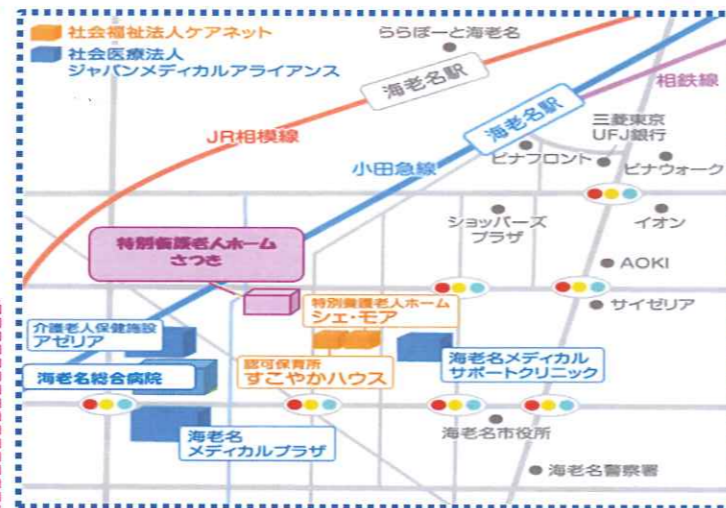 社会福祉法人ケアネット
社会医療法人
ジャパンメディカルアライアンス
ららぽーと海老名
海老名駅
海老名駅
相鉄線
JR相模線
小田急線
三菱東京
UFJ銀行
ビナフロント
ビナウォーク
ショッパーズ
プラザ
イオン
特別養護老人ホーム
さつき
AOKI
サイゼリア
特別養護老人ホーム
シェ・モア
介護老人保健施設
アゼリア
海老名総合病院
認可保育所
すこやかハウス
海老名メディカル
サポートクリニック
海老名
メディカルプラザ
海老名市役所
海老名警察署